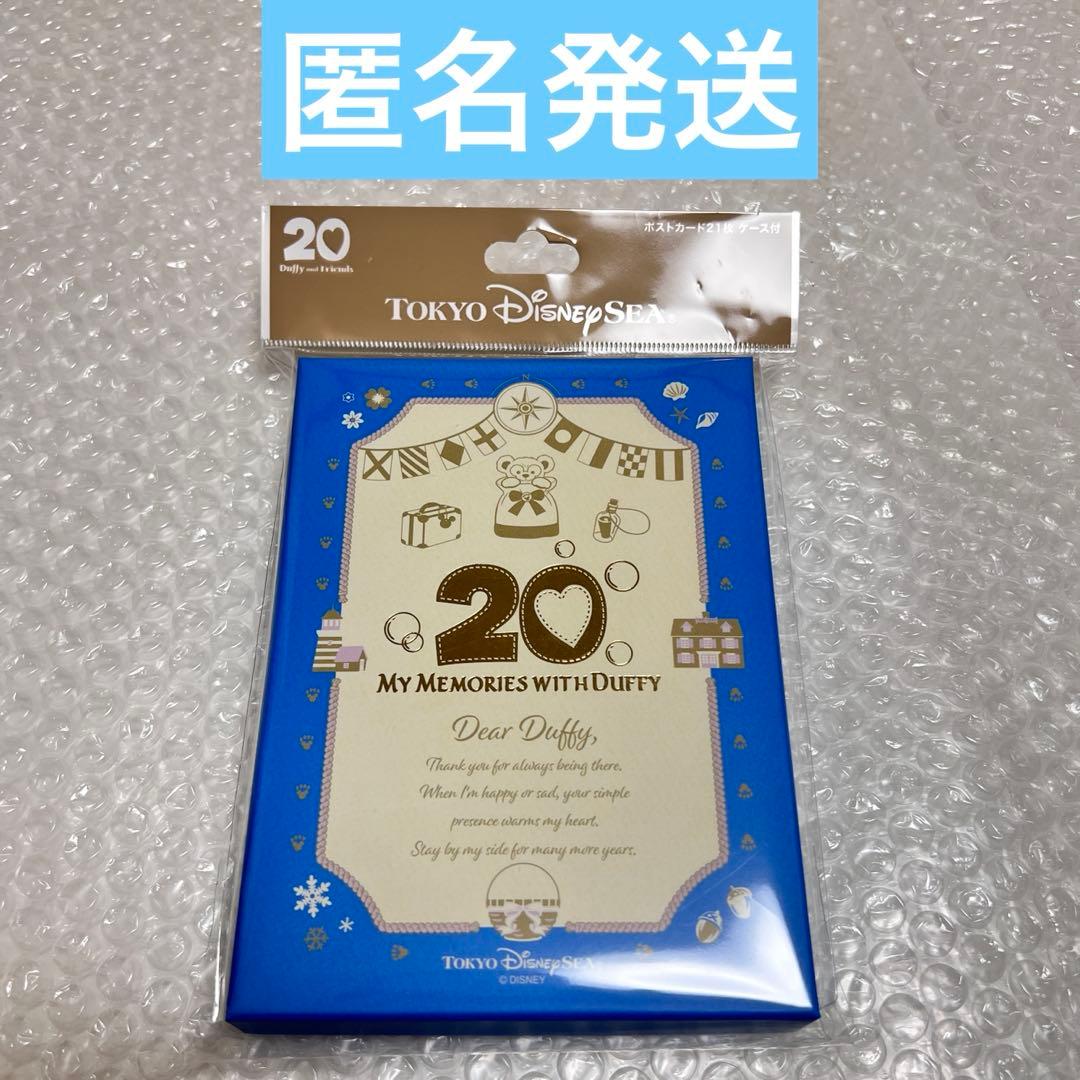 匿名発送
20
Duffy and Friends
ポストカード21枚 ケース付
TOKYO DISNEYSEA®
N
20
MY MEMORIES WITH DUFFY
Dear Duffy,
Thank you for always being there.
When I'm happy or sad, your simple
presence warms my heart.
Stay by my side for many more years.
TOKYO DISNEYSEA
© DISNEY